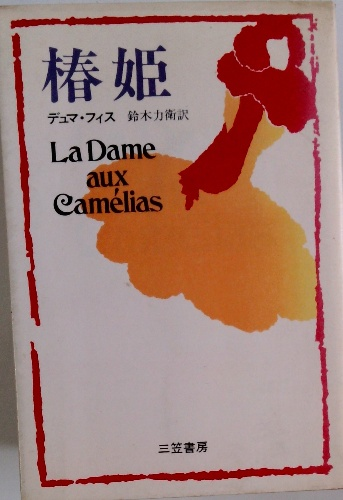 椿姫
デュマ・フィス 鈴木力衛訳
La Dame
aux
Camélias
三笠書房